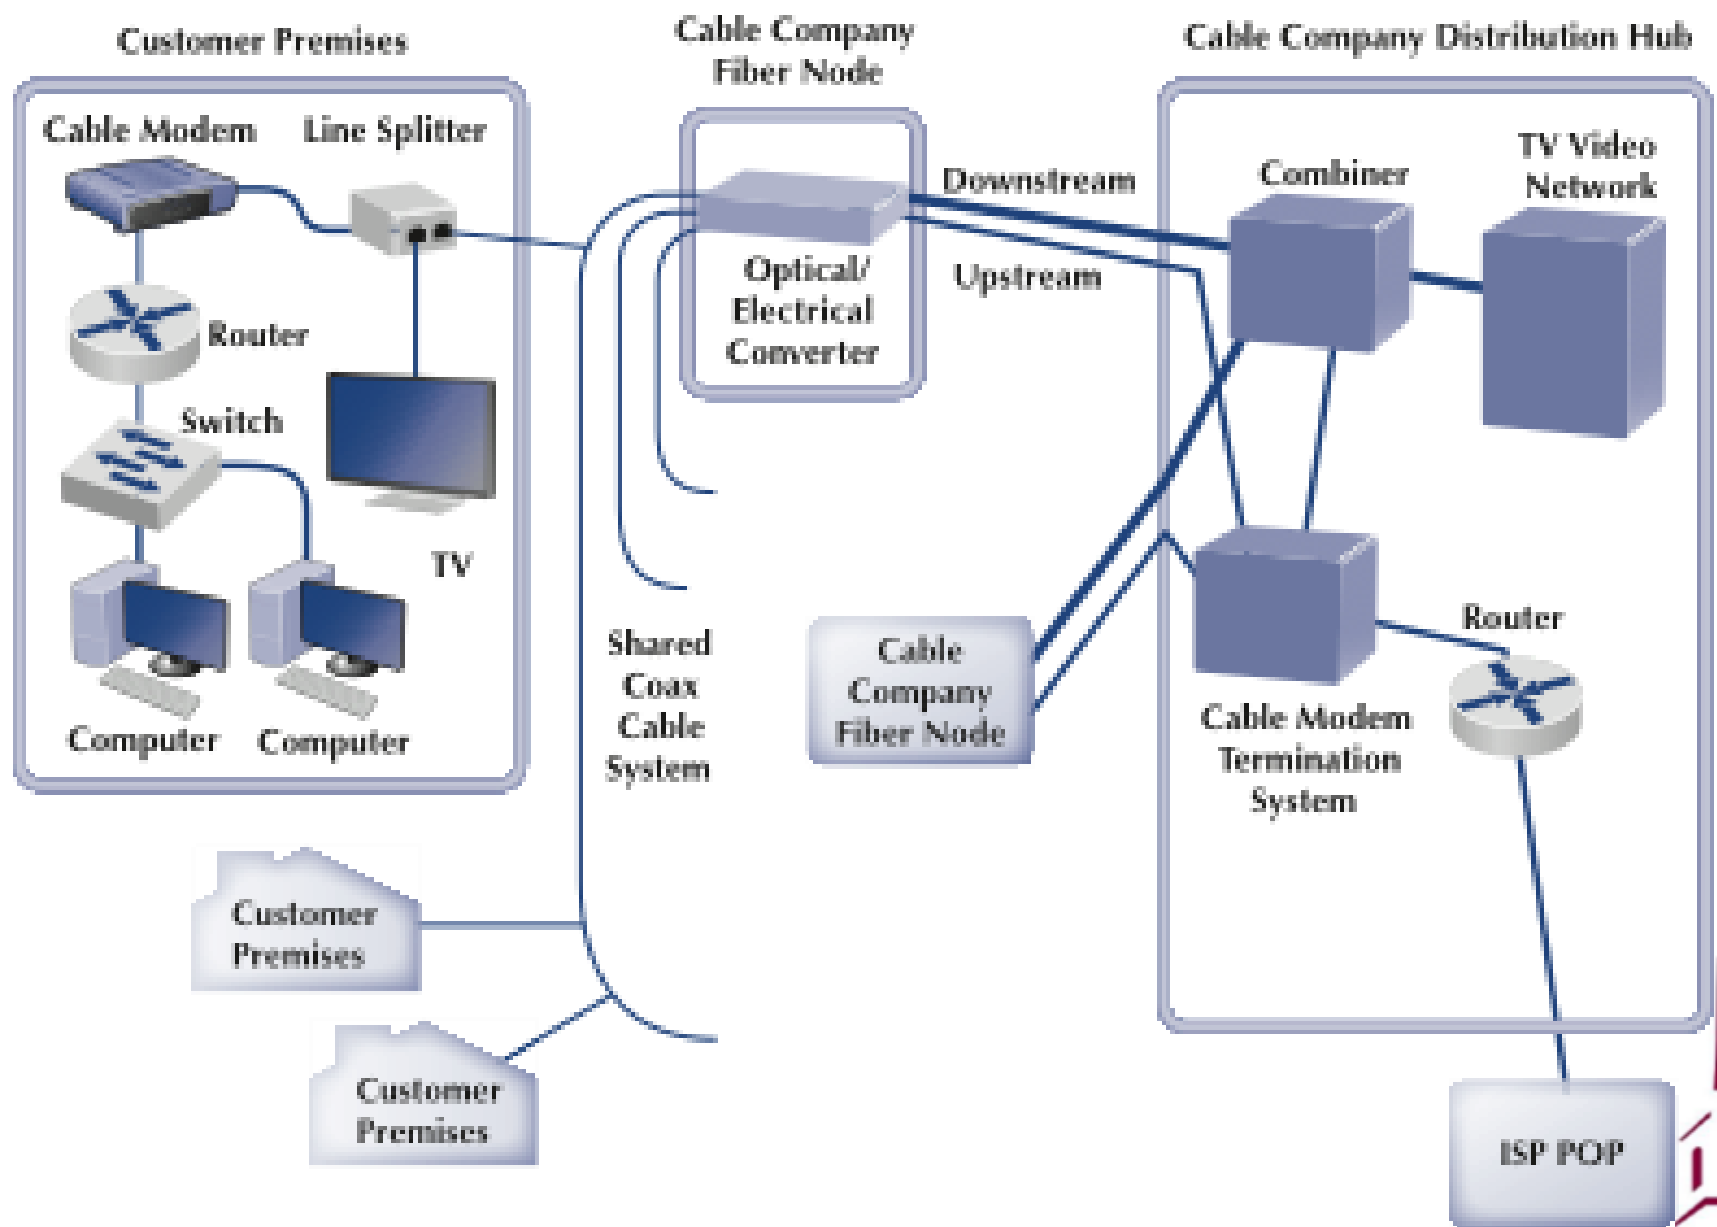 Customer Premises
Cable Company
Fiber Node
Cable Company Distribution Hub
Cable Modem
Line Splitter
Router
Switch
TV
Computer
Computer
Optical/
Electrical
Converter
Downstream
Upstream
Combiner
TV Video
Network
Shared
Coax
Cable
System
Cable
Company
Fiber Node
Router
Cable Modem
Termination
System
Customer
Premises
Customer
Premises
ISP POP